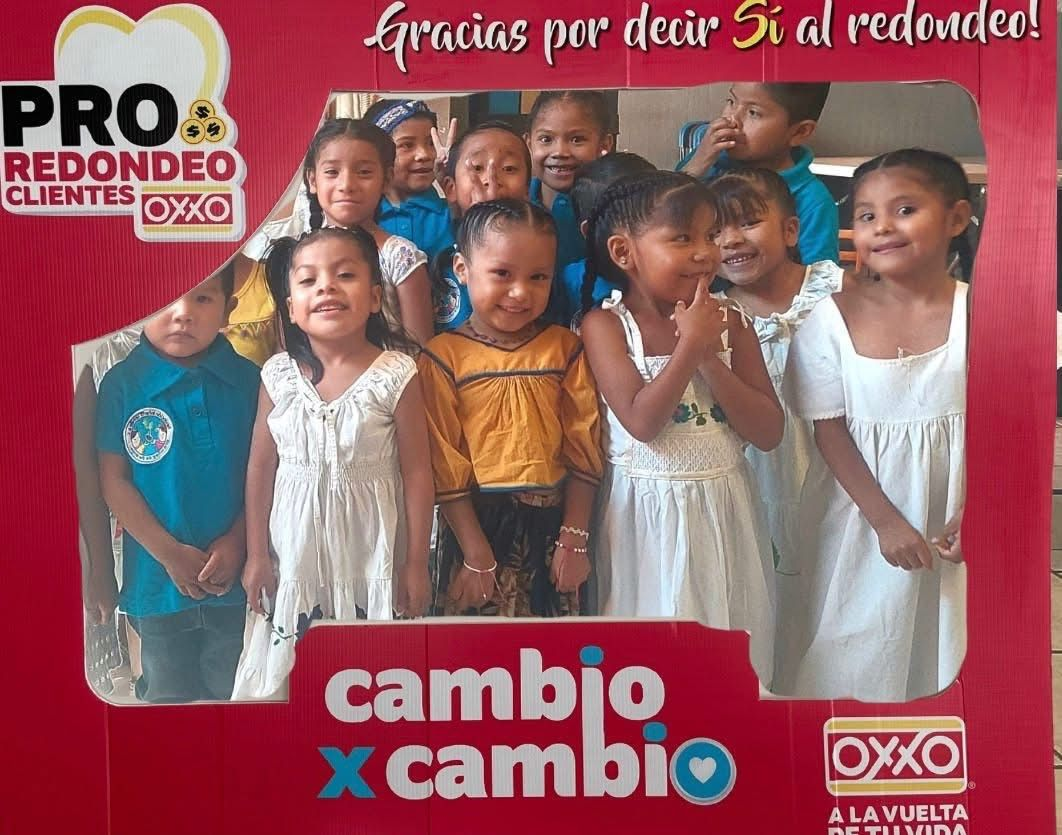 Gracias por decir Sí al redondeo!
PRO
REDONDEO
CLIENTES OXXO
cambio
x cambio
OXXO
®
A LA VUELTA
DE TU VIDA